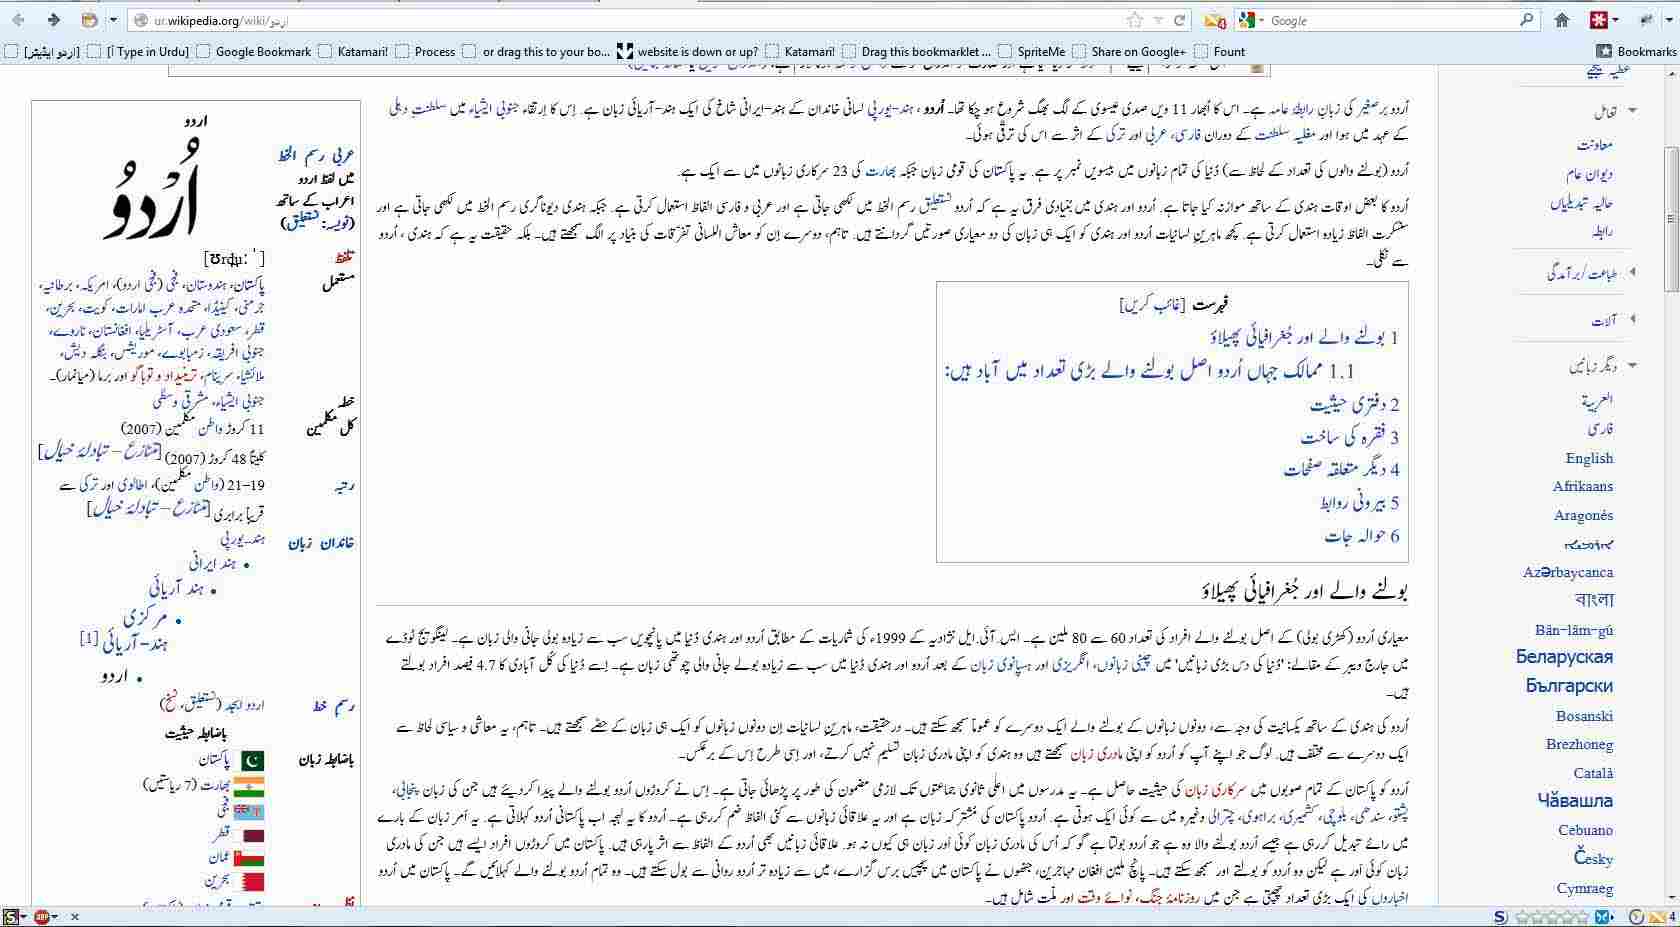 ur.wikipedia.org/wiki/اردو
Google
[اردو ایڈیٹر]
[أ Type in Urdu]
Google Bookmark
Katamari!
Process
or drag this to your bo...
website is down or up?
Katamari!
Drag this bookmarklet ...
SpriteMe
Share on Google+
Fount
Bookmarks
عطیہ دیجیے
تعامل
معاونت
دیوان عام
حالیہ تبدیلیاں
رابطہ
طباعت/برآمدگی
آلات
دیگر زبانیں
العربية
فارسی
English
Afrikaans
Aragonés
Azərbaycanca
বাংলা
Bân-lâm-gú
Беларуская
Български
Bosanski
Brezhoneg
Català
Чӑвашла
Cebuano
Česky
Cymraeg
اُردو برصغیر کی زبانِ رابطۂ عامہ ہے۔ اس کا اُبھار 11 ویں صدی عیسوی کے لگ بھگ شروع ہو چکا تھا۔ اُردو ، ہند-یورپی لسانی خاندان کے ہند-ایرانی شاخ کی ایک ہند-آریائی زبان ہے. اِس کا اِرتقاء جنوبی ایشیاء میں سلطنتِ دہلی
کے عہد میں ہوا اور مغلیہ سلطنت کے دوران فارسی، عربی اور ترکی کے اثر سے اس کی ترقّی ہوئی۔
اُردو (بولنے والوں کی تعداد کے لحاظ سے) دُنیا کی تمام زبانوں میں بیسویں نمبر پر ہے. یہ پاکستان کی قومی زبان جبکہ بھارت کی 23 سرکاری زبانوں میں سے ایک ہے.
اُردو کا بعض اوقات ہندی کے ساتھ موازنہ کیا جاتا ہے. اُردو اور ہندی میں بُنیادی فرق یہ ہے کہ اُردو نستعلیق رسم الخط میں لکھی جاتی ہے اور عربی و فارسی الفاظ استعمال کرتی ہے. جبکہ ہندی دیوناگری رسم الخط میں لکھی جاتی ہے اور
سنسکرت الفاظ زیادہ استعمال کرتی ہے. کچھ ماہرینِ لسانیات اُردو اور ہندی کو ایک ہی زبان کی دو معیاری صورتیں گردانتے ہیں. تاہم، دوسرے اِن کو معاش اللسانی تفرّقات کی بنیاد پر الگ سمجھتے ہیں۔ بلکہ حقیقت یہ ہے کہ ہندی ، اُردو
سے نکلی۔
فہرست [غائب کریں]
1 بولنے والے اور جُغرافیائی پھیلاؤ
1.1 ممالک جہاں اُردو اصل بولنے والے بڑی تعداد میں آباد ہیں:
2 دفتری حیثیت
3 فقرہ کی ساخت
4 دیگر متعلقہ صفحات
5 بیرونی روابط
6 حوالہ جات
بولنے والے اور جُغرافیائی پھیلاؤ
معیاری اُردو (کھڑی بولی) کے اصل بولنے والے افراد کی تعداد 60 سے 80 ملین ہے۔ ایس.آئی.ایل نژادیہ کے 1999ء کی شماریات کے مطابق اُردو اور ہندی دُنیا میں پانچویں سب سے زیادہ بولی جانی والی زبان ہے۔ لینگویج ٹوڈے
میں جارج ویبر کے مقالے: 'دُنیا کی دس بڑی زبانیں' میں چینی زبانوں، انگریزی اور ہسپانوی زبان کے بعد اُردو اور ہندی دُنیا میں سب سے زیادہ بولے جانی والی چوتھی زبان ہے۔ اِسے دُنیا کی کُل آبادی کا 4.7 فیصد افراد بولتے
ہیں۔
اُردو کی ہندی کے ساتھ یکسانیت کی وجہ سے، دونوں زبانوں کے بولنے والے ایک دوسرے کو عموماً سمجھ سکتے ہیں۔ درحقیقت، ماہرینِ لسانیات اِن دونوں زبانوں کو ایک ہی زبان کے حصّے سمجھتے ہیں۔ تاہم، یہ معاشی و سیاسی لحاظ سے
ایک دوسرے سے مختلف ہیں۔ لوگ جو اپنے آپ کو اُردو کو اپنی مادری زبان سمجھتے ہیں وہ ہندی کو اپنی مادری زبان تسلیم نہیں کرتے، اور اِسی طرح اِس کے برعکس۔
اُردو کو پاکستان کے تمام صوبوں میں سرکاری زبان کی حیثیت حاصل ہے۔ یہ مدرسوں میں اعلٰی ثانوی جماعتوں تک لازمی مضمون کی طور پر پڑھائی جاتی ہے۔ اِس نے کروڑوں اُردو بولنے والے پیدا کردیئے ہیں جن کی زبان پنجابی،
پشتو، سندھی، بلوچی، کشمیری، براہوی، چترالی وغیرہ میں سے کوئی ایک ہوتی ہے. اُردو پاکستان کی مُشترکہ زبان ہے اور یہ علاقائی زبانوں سے کئی الفاظ ضم کررہی ہے۔ اُردو کا یہ لہجہ اب پاکستانی اُردو کہلاتی ہے. یہ اَمر زبان کے بارے
میں رائے تبدیل کررہی ہے جیسے اُردو بولنے والا وہ ہے جو اُردو بولتا ہے گو کہ اُس کی مادری زبان کوئی اَور زبان ہی کیوں نہ ہو. علاقائی زبانیں بھی اُردو کے الفاظ سے اثر پارہی ہیں. پاکستان میں کروڑوں افراد ایسے ہیں جن کی مادری
زبان کوئی اَور ہے لیکن وہ اُردو کو بولتے اور سمجھ سکتے ہیں۔ پانچ ملین افغان مہاجرین، جنھوں نے پاکستان میں پچیس برس گزارے، میں سے زیادہ تر اُردو روانی سے بول سکتے ہیں۔ وہ تمام اُردو بولنے والے کہلائیں گے۔ پاکستان میں اُردو
اخباروں کی ایک بڑی تعداد چھپتی ہے جن میں روزنامۂ جنگ، نوائے وقت اور ملّت شامل ہیں۔
اردو
اُردُو
عربی رسم الخط
میں لفظ اردو
اعراب کے ساتھ
(نویسہ: نستعلیق)
تلفظ [ˈʊrd̪u]
مستعمل پاکستان، ہندوستان، فجی (فجی اردو)، امریکہ، برطانیہ،
جرمنی، کینیڈا، متحدہ عرب امارات، کویت، بحرین،
قطر، سعودی عرب، آسٹریلیا، افغانستان، ناروے،
جنوبی افریقہ، زمبابوے، موریشس، بنگلہ دیش،
ملائشیا، سرینام، ترینیداد و توباگو اور برما (میانمار)۔
خطہ جنوبی ایشیاء، مشرقِ وسطٰی
کل متکلمین 11 کروڑ واطن متکلمین (2007)
کلیتاً 48 کروڑ (2007) [متنازع – تبادلۂ خیال]
رتبہ 19–21 (واطن متکلمین)، اطالوی اور ترکی سے
قریباً برابری [متنازع – تبادلۂ خیال]
خاندان زبان ہند-یورپی
ہند ایرانی
ہند آریائی
مرکزی
ہند-آریائی [1]
اردو
رسم خط اردو ابجد (نستعلیق، نسخ)
باضابطہ حیثیت
باضابطہ زبان پاکستان
بھارت (7 ریاستیں)
فجی
قطر
عمان
بحرین